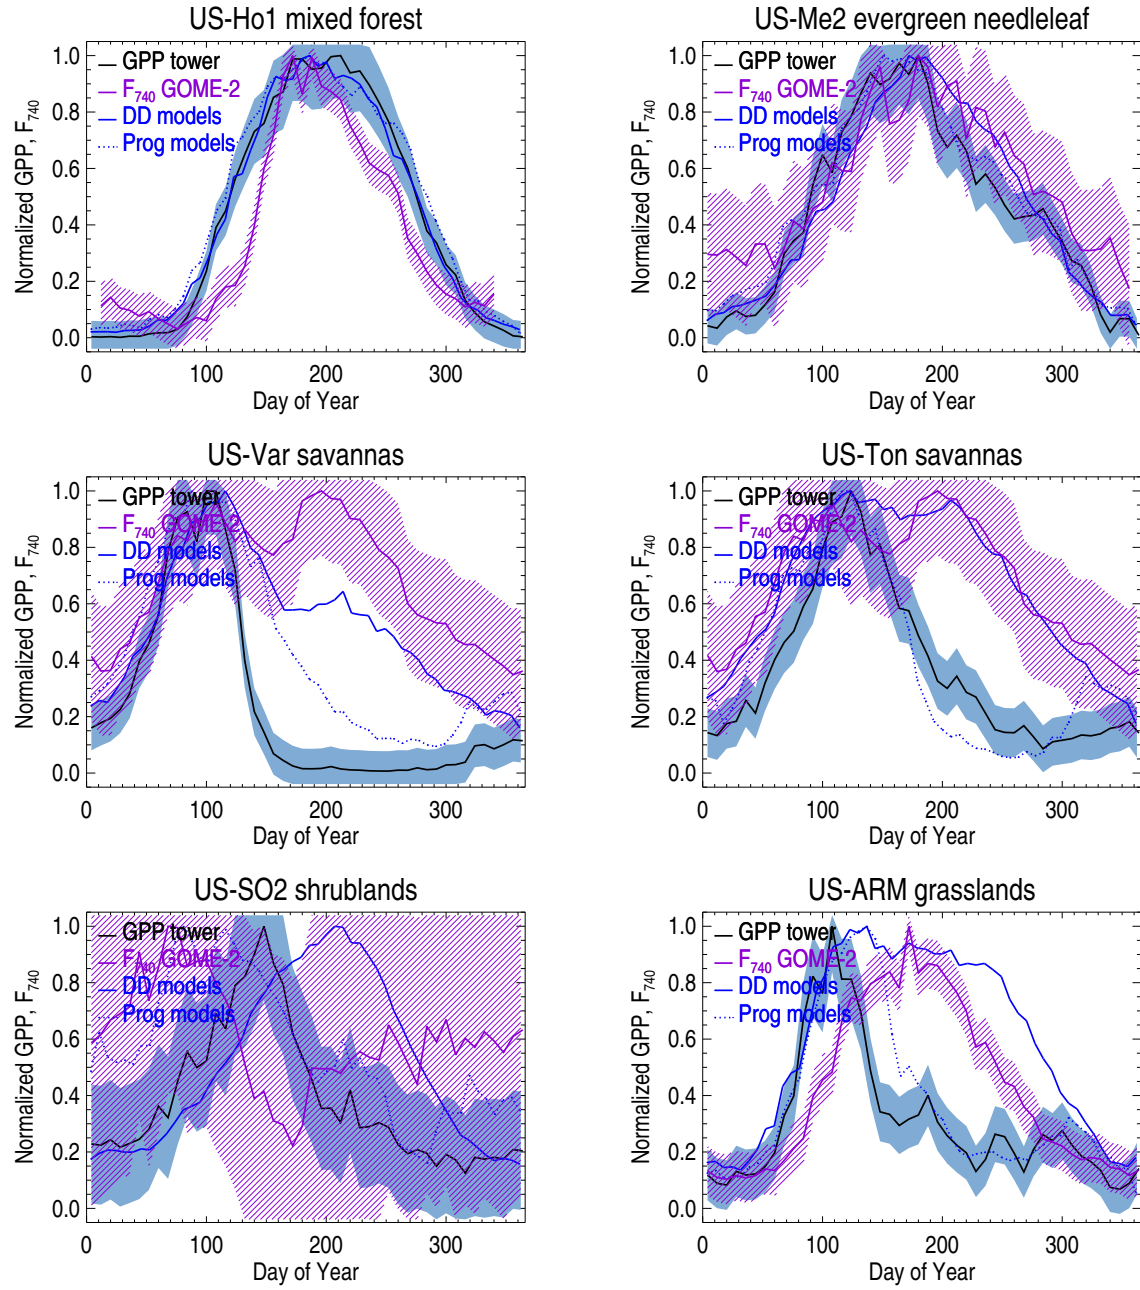 US-Ho1 mixed forest
Normalized GPP, F740
1.0
0.8
0.6
0.4
0.2
0.0
GPP tower
F740 GOME-2
DD models
Prog models
0 100 200 300
Day of Year
US-Me2 evergreen needleleaf
Normalized GPP, F740
1.0
0.8
0.6
0.4
0.2
0.0
GPP tower
F740 GOME-2
DD models
Prog models
0 100 200 300
Day of Year
US-Var savannas
Normalized GPP, F740
1.0
0.8
0.6
0.4
0.2
0.0
GPP tower
F740 GOME-2
DD models
Prog models
0 100 200 300
Day of Year
US-Ton savannas
Normalized GPP, F740
1.0
0.8
0.6
0.4
0.2
0.0
GPP tower
F740 GOME-2
DD models
Prog models
0 100 200 300
Day of Year
US-SO2 shrublands
Normalized GPP, F740
1.0
0.8
0.6
0.4
0.2
0.0
GPP tower
F740 GOME-2
DD models
Prog models
0 100 200 300
Day of Year
US-ARM grasslands
Normalized GPP, F740
1.0
0.8
0.6
0.4
0.2
0.0
GPP tower
F740 GOME-2
DD models
Prog models
0 100 200 300
Day of Year